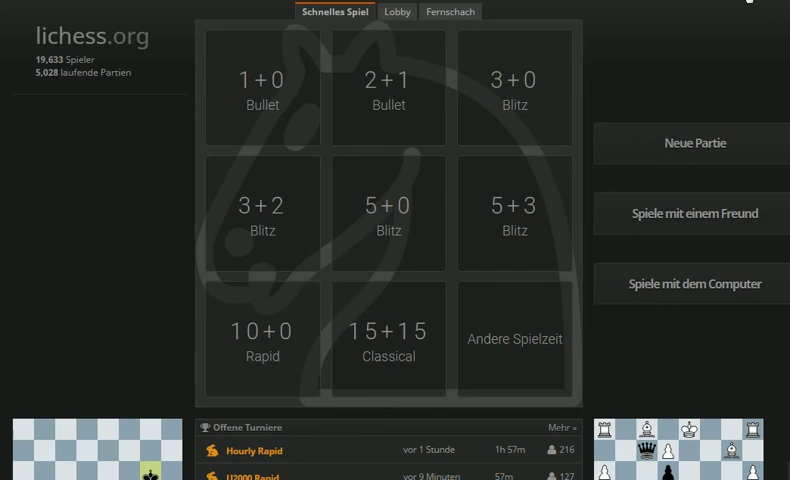 Schnelles Spiel Lobby Fernschach
lichess.org
19,633 Spieler
5,028 laufende Partien
1+0 2+1 3+0
Bullet Bullet Blitz
3+2 5+0 5+3
Blitz Blitz Blitz
10+0 15+15 Andere Spielzeit
Rapid Classical
Neue Partie
Spiele mit einem Freund
Spiele mit dem Computer
Offene Turniere Mehr »
Hourly Rapid vor 1 Stunde 1h 57m 216
U2000 Rapid vor 9 Minuten 57m 127